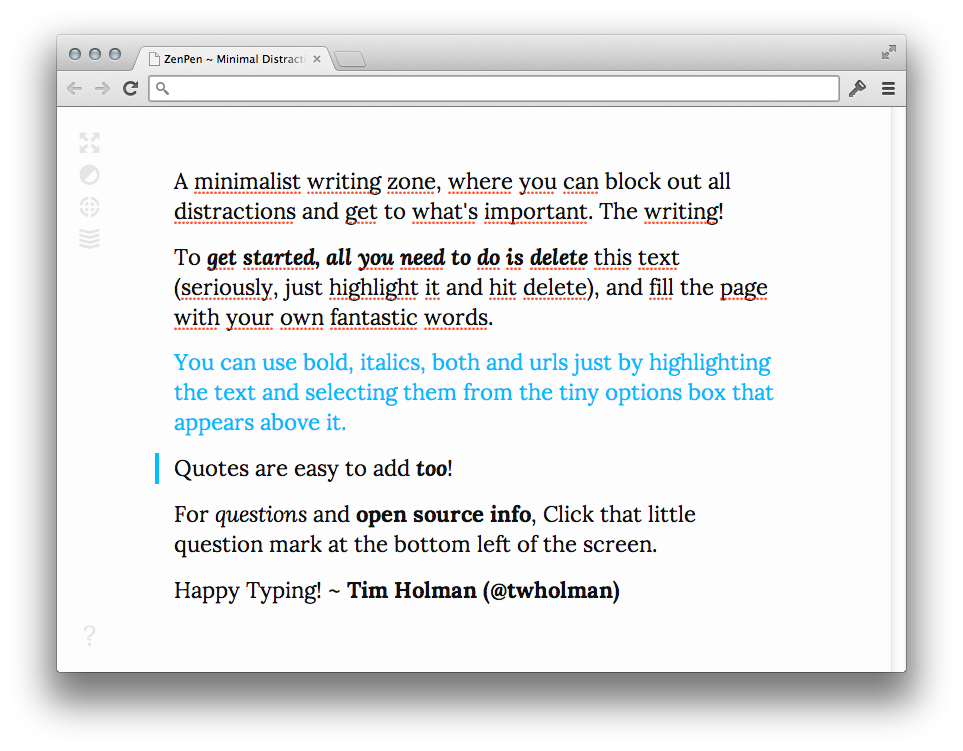 ZenPen ~ Minimal Distracti
A minimalist writing zone, where you can block out all
distractions and get to what's important. The writing!
To get started, all you need to do is delete this text
(seriously, just highlight it and hit delete), and fill the page
with your own fantastic words.
You can use bold, italics, both and urls just by highlighting
the text and selecting them from the tiny options box that
appears above it.
Quotes are easy to add too!
For questions and open source info, Click that little
question mark at the bottom left of the screen.
Happy Typing! ~ Tim Holman (@twholman)
?